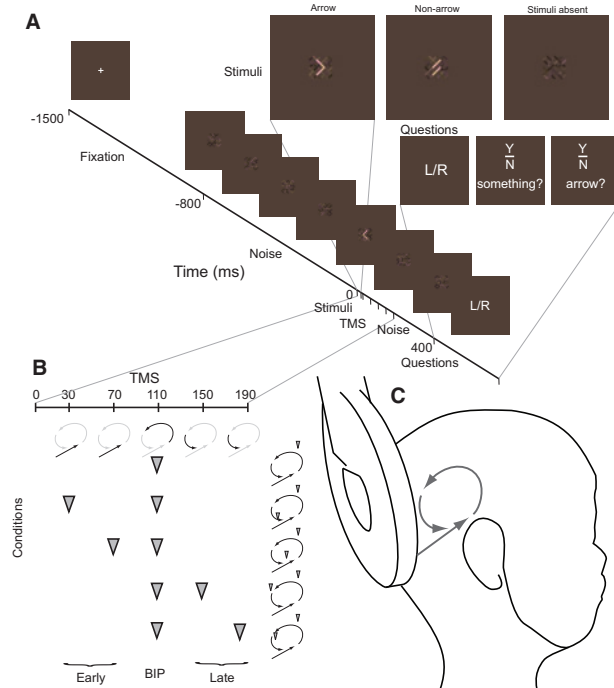 A
Arrow
Non-arrow
Stimuli absent
+
Stimuli
-1500
Fixation
Questions
L/R
Y
N
something?
Y
N
arrow?
-800
Noise
Time (ms)
L/R
0
Stimuli
TMS
Noise
400
Questions
B
TMS
0 30 70 110 150 190
C
Conditions
Early
BIP
Late